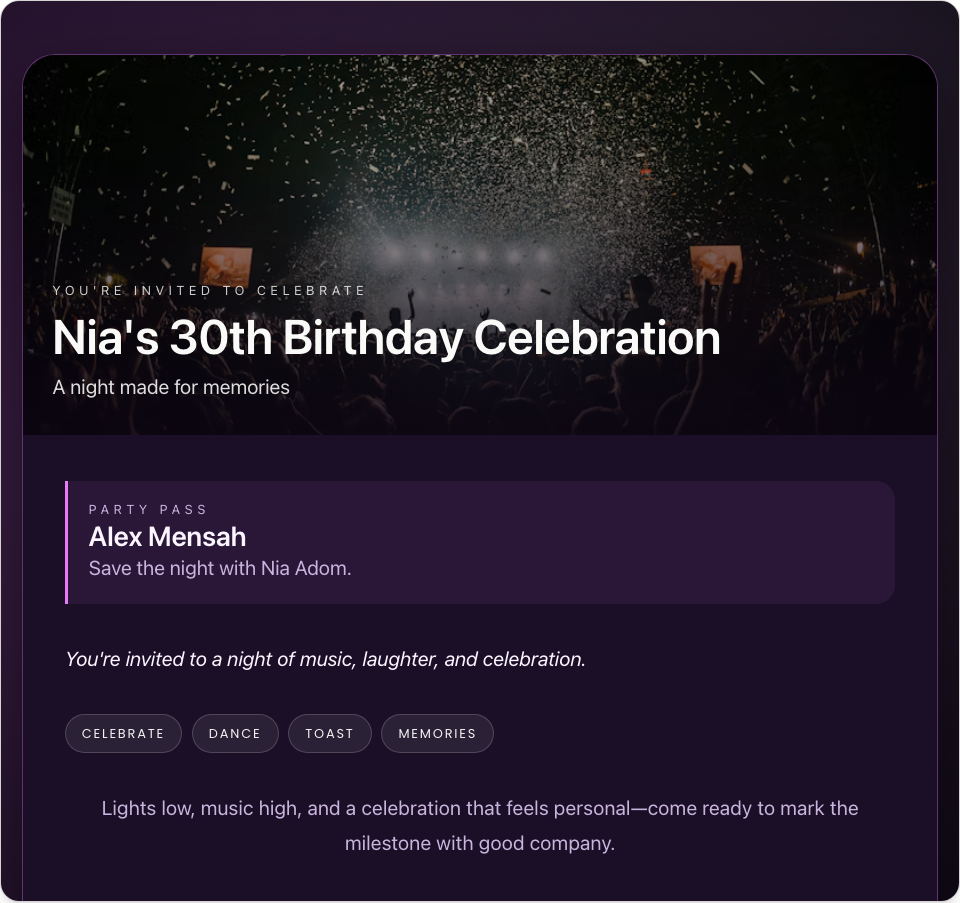 YOU'RE INVITED TO CELEBRATE
Nia's 30th Birthday Celebration
A night made for memories
PARTY PASS
Alex Mensah
Save the night with Nia Adom.
You're invited to a night of music, laughter, and celebration.
CELEBRATE
DANCE
TOAST
MEMORIES
Lights low, music high, and a celebration that feels personal—come ready to mark the
milestone with good company.